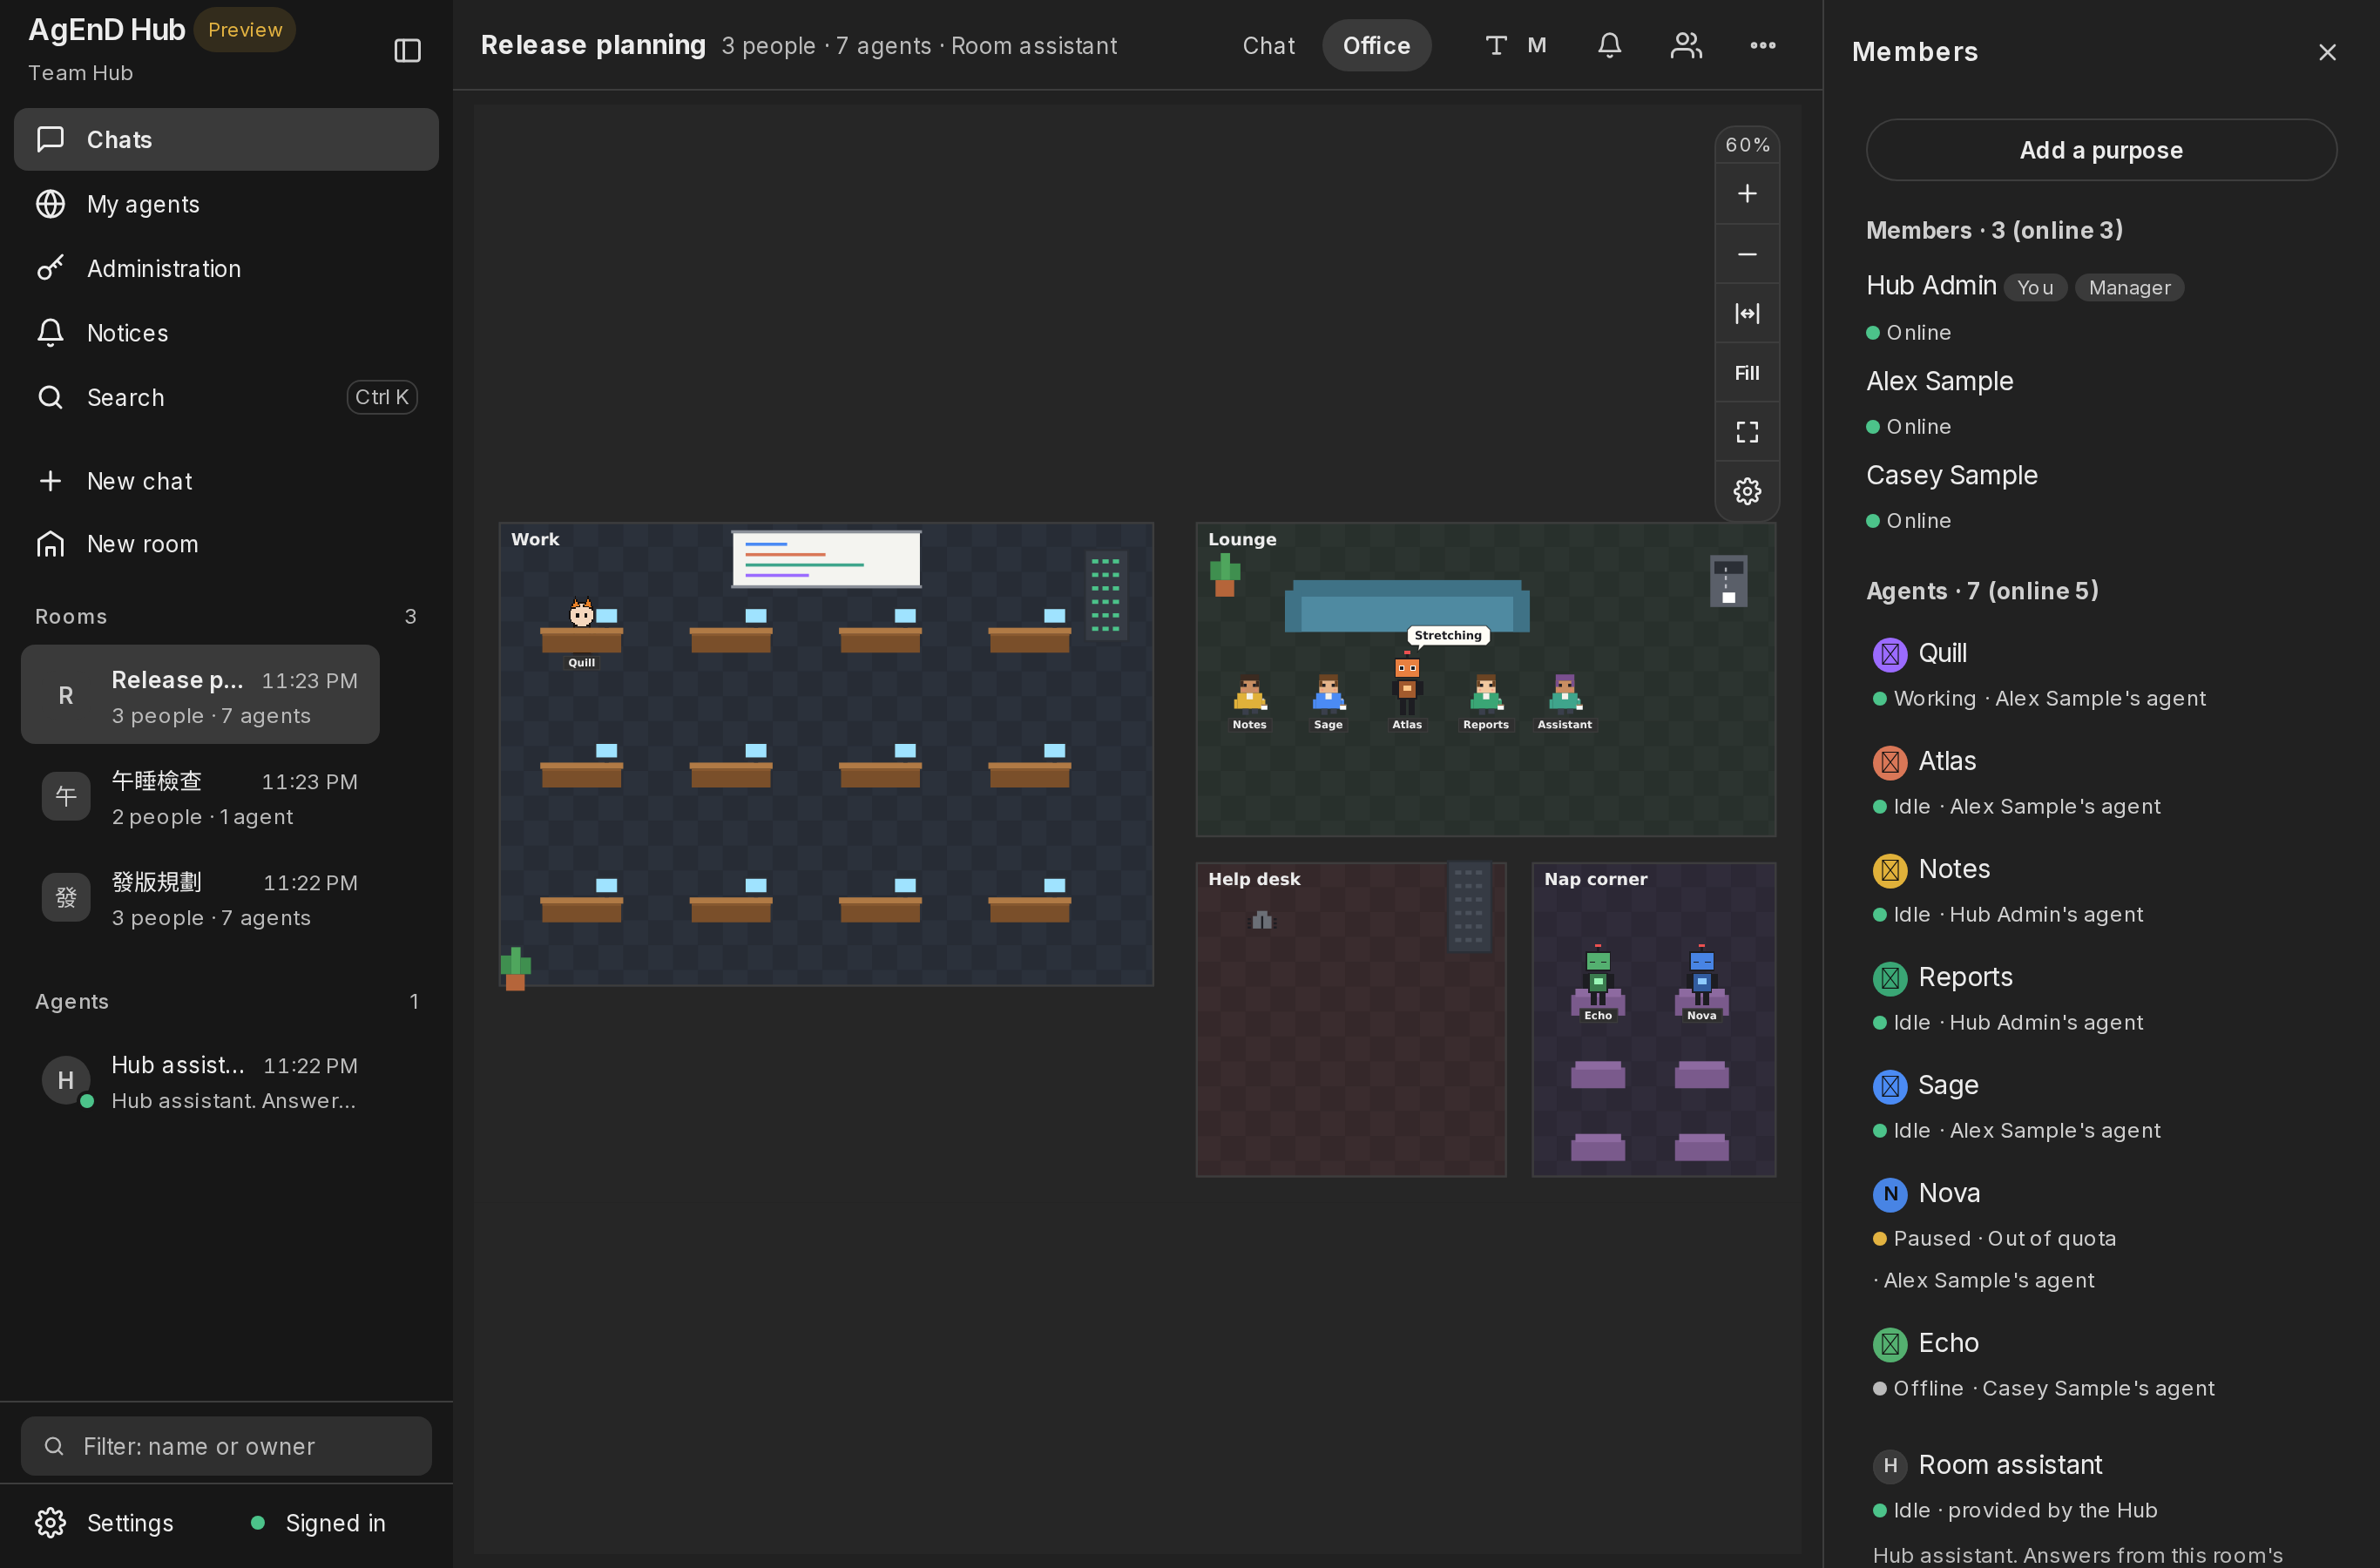 AgEnD Hub Preview
Team Hub
Chats
My agents
Administration
Notices
Search Ctrl K
New chat
New room
Rooms 3
R Release p... 11:23 PM
3 people · 7 agents
午 午睡檢查 11:23 PM
2 people · 1 agent
發 發版規劃 11:22 PM
3 people · 7 agents
Agents 1
H Hub assist... 11:22 PM
Hub assistant. Answer...
Filter: name or owner
Settings Signed in
Release planning 3 people · 7 agents · Room assistant Chat Office T M
60%
Fill
Work
Quill
Lounge
Stretching
Notes Sage Atlas Reports Assistant
Help desk
Nap corner
Echo Nova
Members
Add a purpose
Members · 3 (online 3)
Hub Admin You Manager
Online
Alex Sample
Online
Casey Sample
Online
Agents · 7 (online 5)
Quill
Working · Alex Sample's agent
Atlas
Idle · Alex Sample's agent
Notes
Idle · Hub Admin's agent
Reports
Idle · Hub Admin's agent
Sage
Idle · Alex Sample's agent
N Nova
Paused · Out of quota
· Alex Sample's agent
Echo
Offline · Casey Sample's agent
H Room assistant
Idle · provided by the Hub
Hub assistant. Answers from this room's